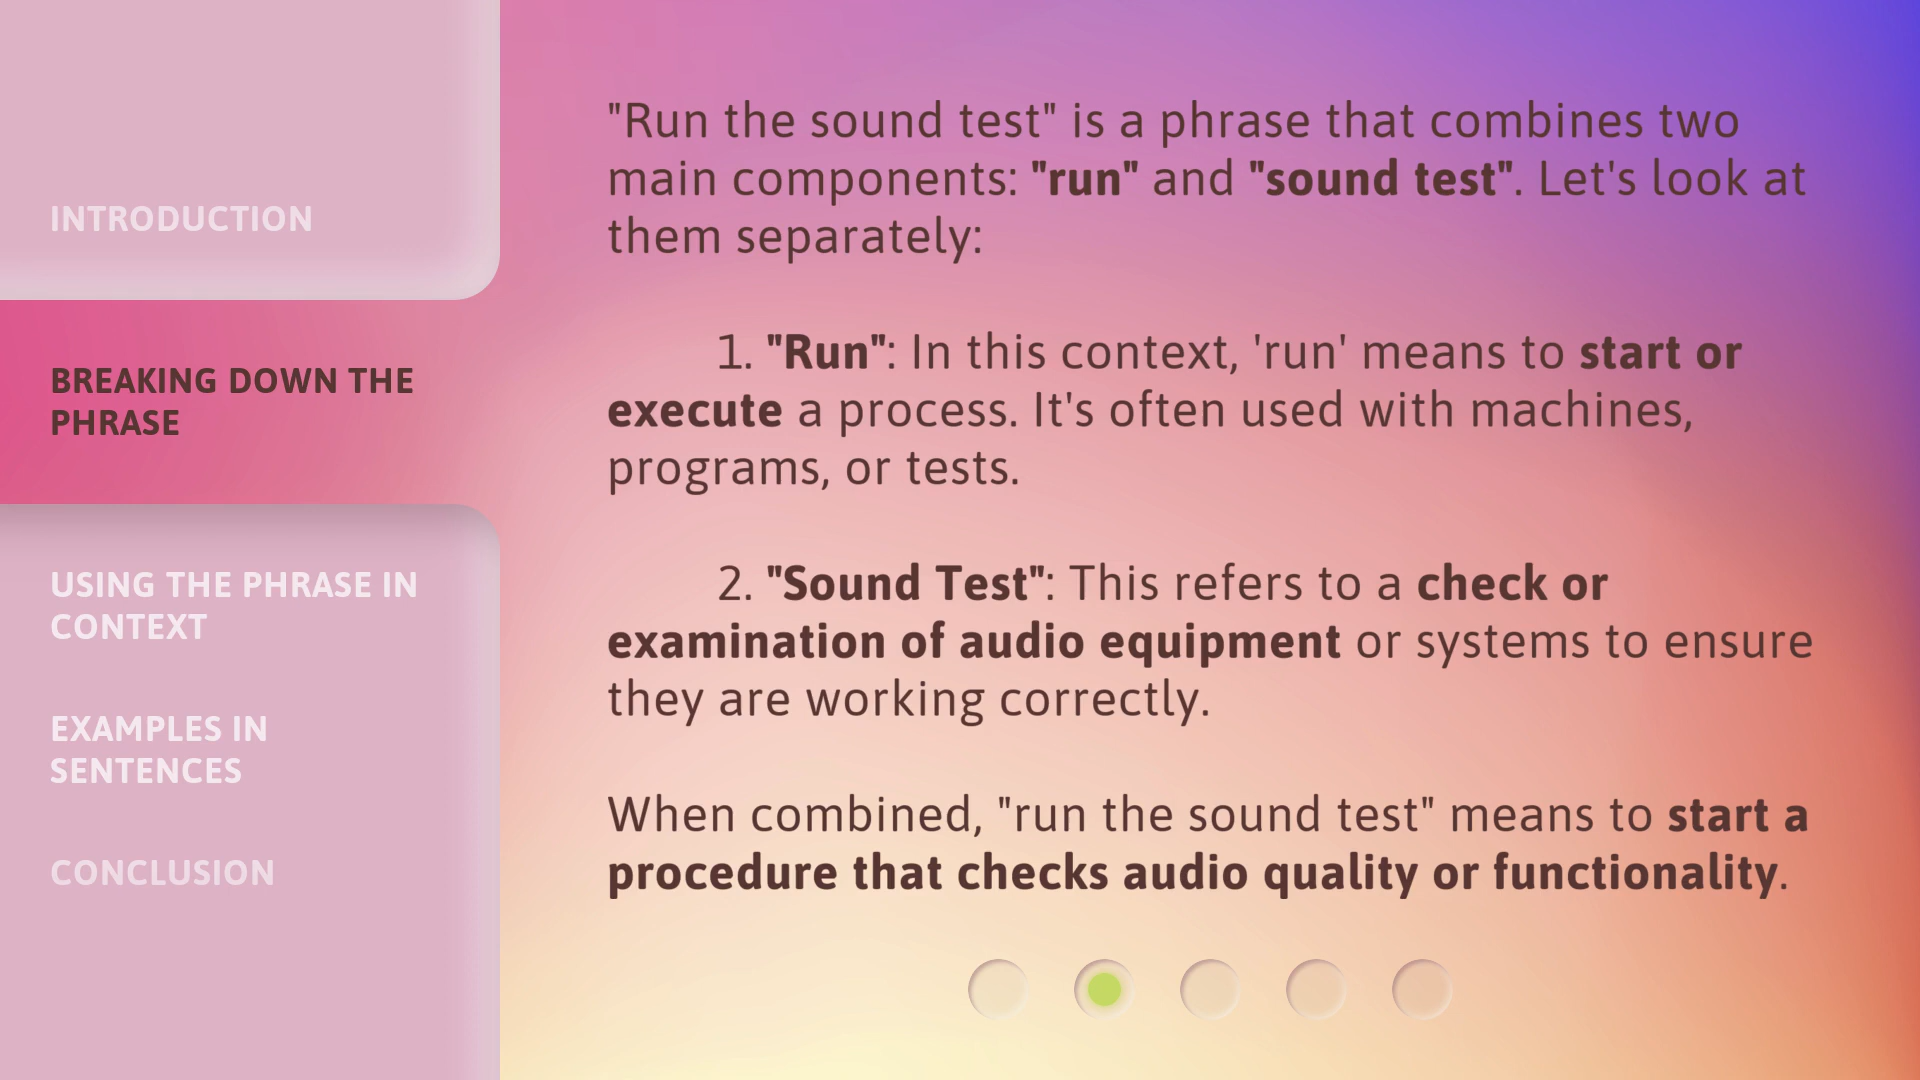 INTRODUCTION
BREAKING DOWN THE
PHRASE
USING THE PHRASE IN
CONTEXT
EXAMPLES IN
SENTENCES
CONCLUSION
"Run the sound test" is a phrase that combines two
main components: "run" and "sound test". Let's look at
them separately:
1. "Run": In this context, 'run' means to start or
execute a process. It's often used with machines,
programs, or tests.
2. "Sound Test": This refers to a check or
examination of audio equipment or systems to ensure
they are working correctly.
When combined, "run the sound test" means to start a
procedure that checks audio quality or functionality.